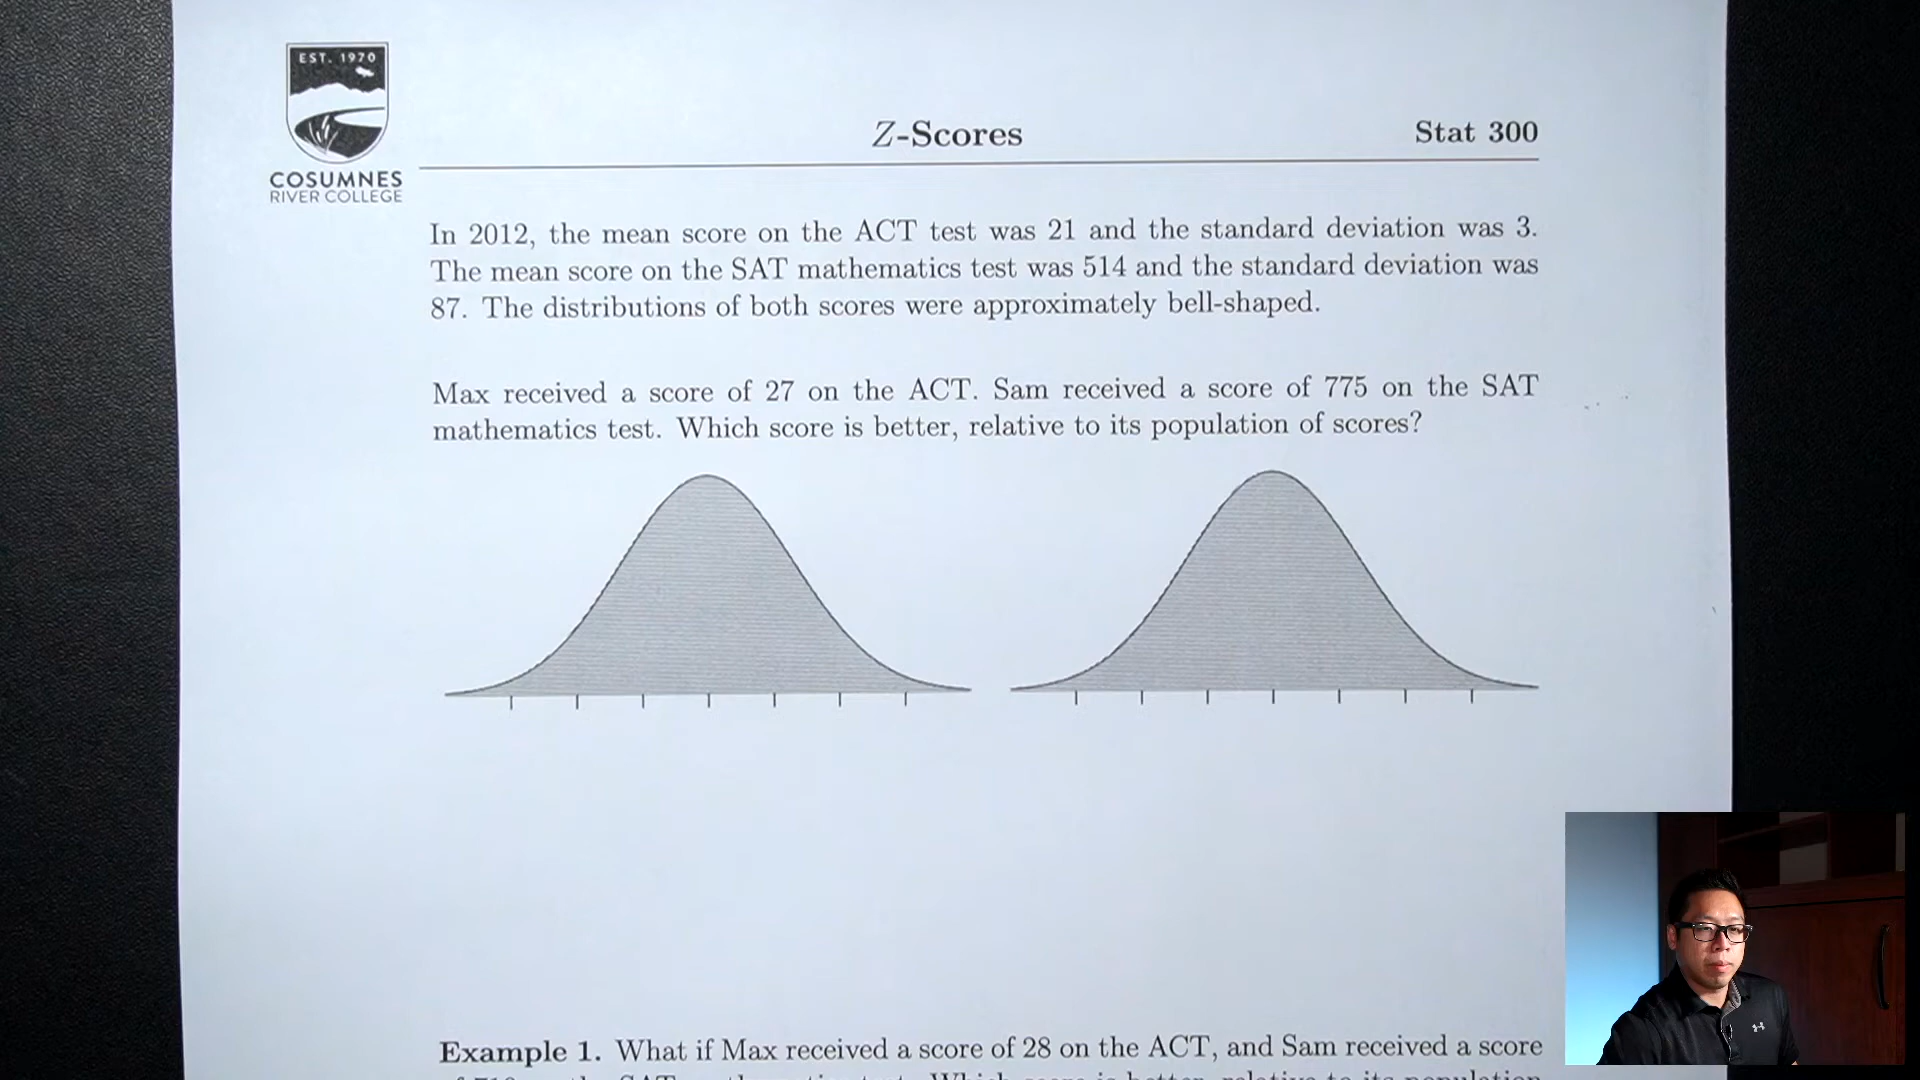 EST. 1970
COSUMNES
RIVER COLLEGE
Z-Scores
Stat 300
In 2012, the mean score on the ACT test was 21 and the standard deviation was 3.
The mean score on the SAT mathematics test was 514 and the standard deviation was
87. The distributions of both scores were approximately bell-shaped.
Max received a score of 27 on the ACT. Sam received a score of 775 on the SAT
mathematics test. Which score is better, relative to its population of scores?
Example 1. What if Max received a score of 28 on the ACT, and Sam received a score